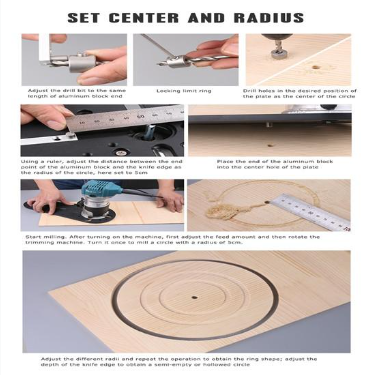 SET CENTER AND RADIUS
Adjust the drill bit to the same
length of aluminum block end
Locking limit ring
Drill holes in the desired position of
the plate as the center of the circle
Using a ruler, adjust the distance between the end
point of the aluminum block and the knife edge as
the radius of the circle, here set to 5cm
Place the end of the aluminum block
into the center hole of the plate
Start milling. After turning on the machine, first adjust the feed amount and then rotate the
trimming machine. Turn it once to mill a circle with a radius of 5cm.
Adjust the different radii and repeat the operation to obtain the ring shape; adjust the
depth of the knife edge to obtain a semi-empty or hollowed circle